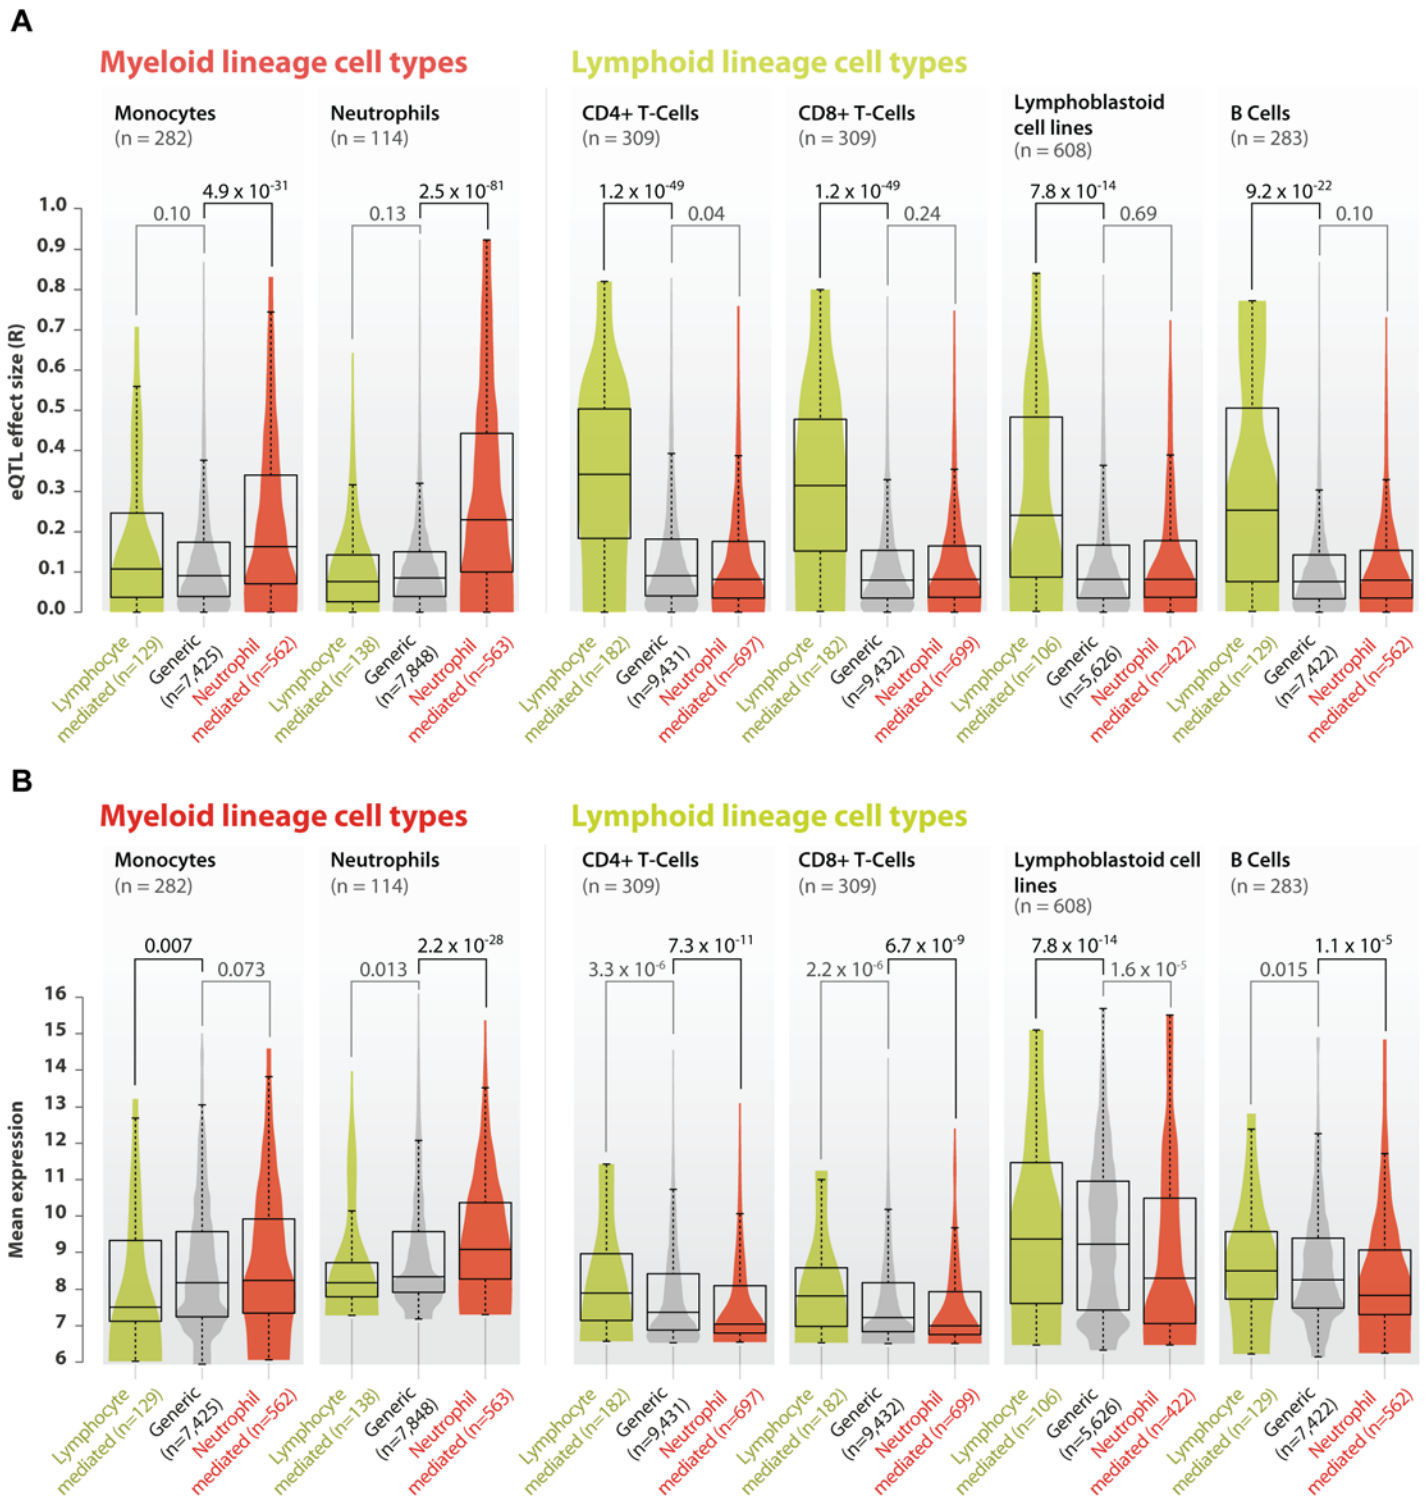 A
Myeloid lineage cell types
Lymphoid lineage cell types
Monocytes
(n = 282)
Neutrophils
(n = 114)
CD4+ T-Cells
(n = 309)
CD8+ T-Cells
(n = 309)
Lymphoblastoid
cell lines
(n = 608)
B Cells
(n = 283)
0.10
4.9 x 10-31
0.13
2.5 x 10-81
1.2 x 10-49
0.04
1.2 x 10-49
0.24
7.8 x 10-14
0.69
9.2 x 10-22
0.10
eQTL effect size (R)
1.0
0.9
0.8
0.7
0.6
0.5
0.4
0.3
0.2
0.1
0.0
Lymphocyte
mediated (n=129)
Generic
(n=7,425)
Neutrophil
mediated (n=562)
Lymphocyte
mediated (n=138)
Generic
(n=7,848)
Neutrophil
mediated (n=563)
Lymphocyte
mediated (n=182)
Generic
(n=9,431)
Neutrophil
mediated (n=697)
Lymphocyte
mediated (n=182)
Generic
(n=9,432)
Neutrophil
mediated (n=699)
Lymphocyte
mediated (n=106)
Generic
(n=5,626)
Neutrophil
mediated (n=422)
Lymphocyte
mediated (n=129)
Generic
(n=7,422)
Neutrophil
mediated (n=562)
B
Myeloid lineage cell types
Lymphoid lineage cell types
Monocytes
(n = 282)
Neutrophils
(n = 114)
CD4+ T-Cells
(n = 309)
CD8+ T-Cells
(n = 309)
Lymphoblastoid cell
lines
(n = 608)
B Cells
(n = 283)
0.007
0.073
0.013
2.2 x 10-28
3.3 x 10-6
7.3 x 10-11
2.2 x 10-6
6.7 x 10-9
7.8 x 10-14
1.6 x 10-5
0.015
1.1 x 10-5
Mean expression
16
15
14
13
12
11
10
9
8
7
6
Lymphocyte
mediated (n=129)
Generic
(n=7,425)
Neutrophil
mediated (n=562)
Lymphocyte
mediated (n=138)
Generic
(n=7,848)
Neutrophil
mediated (n=563)
Lymphocyte
mediated (n=182)
Generic
(n=9,431)
Neutrophil
mediated (n=697)
Lymphocyte
mediated (n=182)
Generic
(n=9,432)
Neutrophil
mediated (n=699)
Lymphocyte
mediated (n=106)
Generic
(n=5,626)
Neutrophil
mediated (n=422)
Lymphocyte
mediated (n=129)
Generic
(n=7,422)
Neutrophil
mediated (n=562)